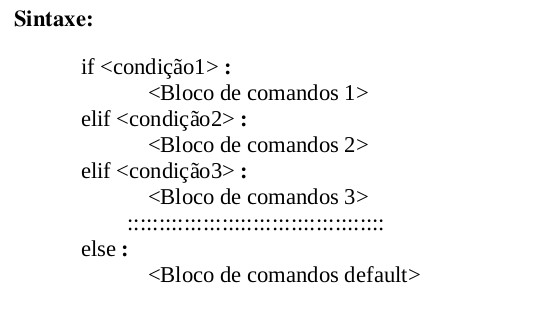 Sintaxe:
if <condição1> :
<Bloco de comandos 1>
elif <condição2> :
<Bloco de comandos 2>
elif <condição3> :
<Bloco de comandos 3>
:::::::::::::::::::::::::::::::::::::::::
else :
<Bloco de comandos default>